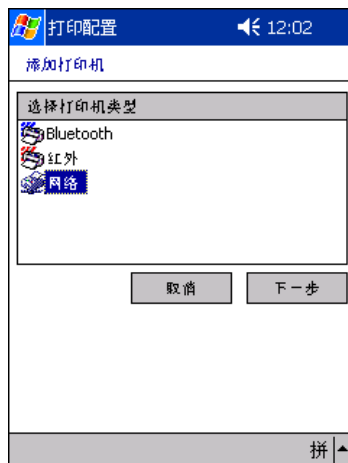 打印配置 12:02
添加打印机
选择打印机类型
Bluetooth
红外
网络
取消 下一步
拼